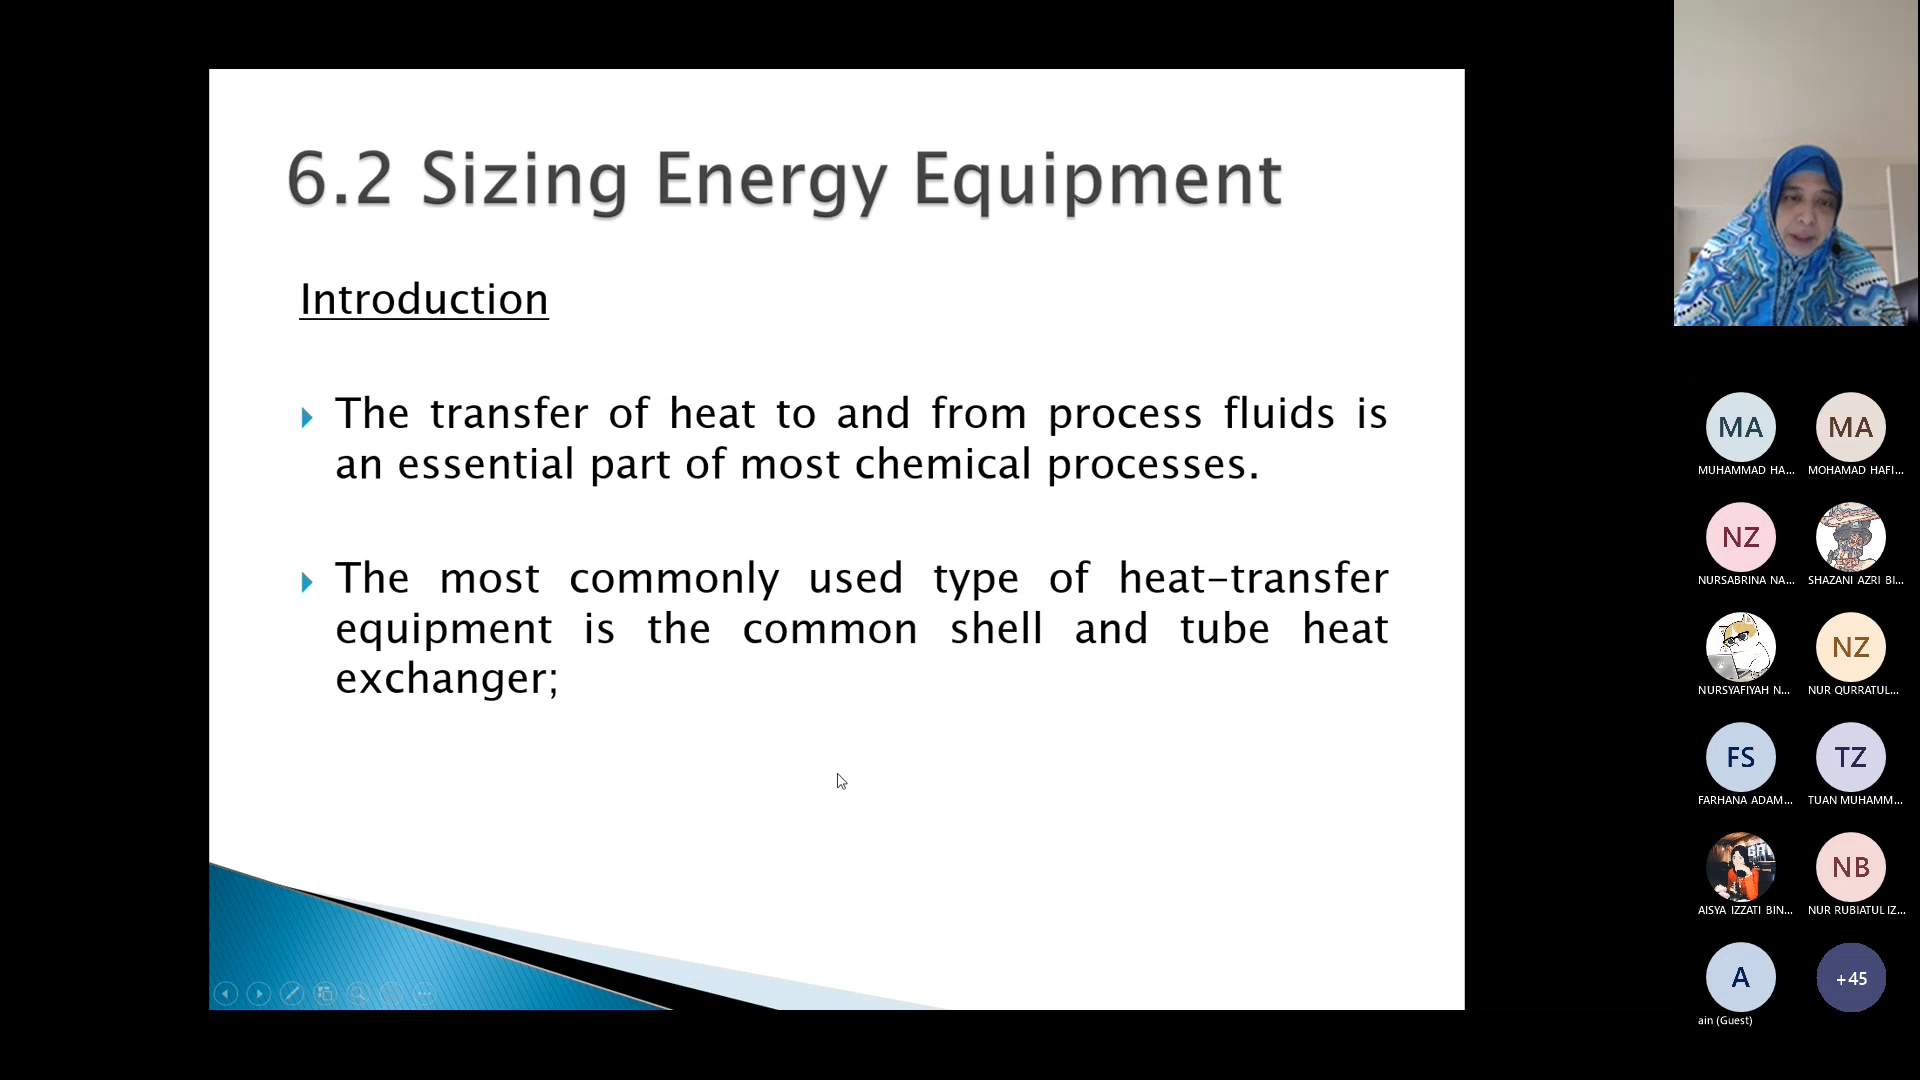 6.2 Sizing Energy Equipment
Introduction
The transfer of heat to and from process fluids is
an essential part of most chemical processes.
The most commonly used type of heat-transfer
equipment is the common shell and tube heat
exchanger;
MA
MUHAMMAD HA...
MA
MOHAMAD HAFI...
NZ
NURSABRINA NA...
SHAZANI AZRI BI...
NURSYAFIYAH N...
NZ
NUR QURRATUL...
FS
FARHANA ADAM...
TZ
TUAN MUHAMM...
AISYA IZZATI BIN...
NB
NUR RUBIATUL IZ...
A
ain (Guest)
+45